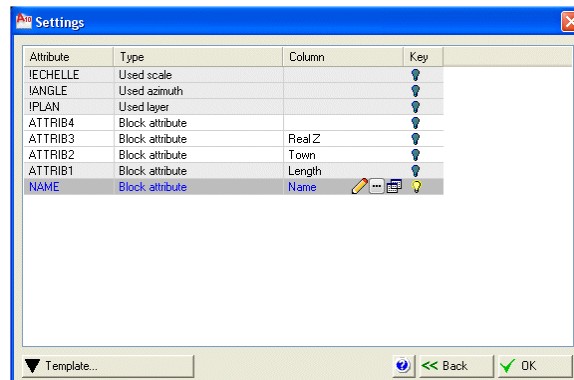 A10 Settings
Attribute Type Column Key
!ECHELLE Used scale
!ANGLE Used azimuth
!PLAN Used layer
ATTRIB4 Block attribute
ATTRIB3 Block attribute Real Z
ATTRIB2 Block attribute Town
ATTRIB1 Block attribute Length
NAME Block attribute Name ...
Template... ? << Back OK